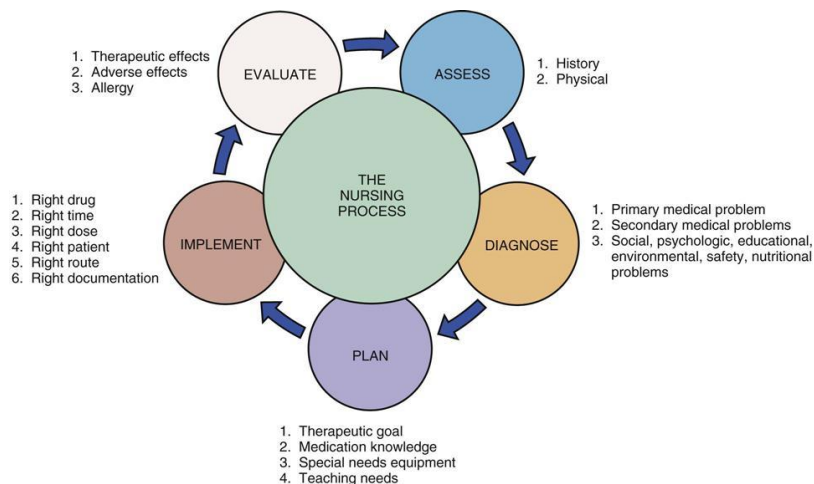 EVALUATE
1. Therapeutic effects
2. Adverse effects
3. Allergy
ASSESS
1. History
2. Physical
THE
NURSING
PROCESS
DIAGNOSE
1. Primary medical problem
2. Secondary medical problems
3. Social, psychologic, educational,
environmental, safety, nutritional
problems
PLAN
1. Therapeutic goal
2. Medication knowledge
3. Special needs equipment
4. Teaching needs
IMPLEMENT
1. Right drug
2. Right time
3. Right dose
4. Right patient
5. Right route
6. Right documentation